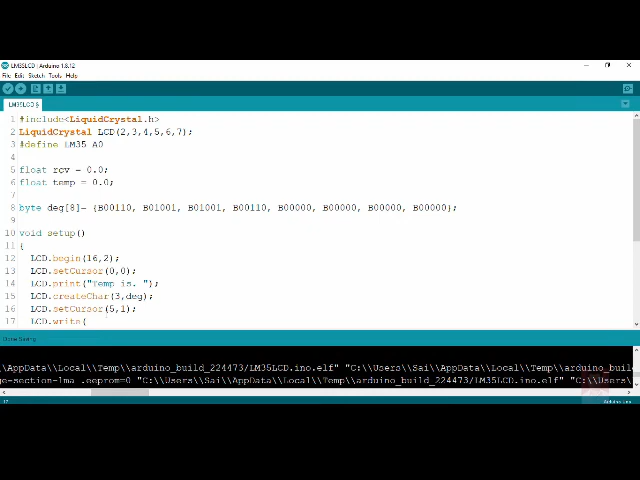 LM35LCD | Arduino 1.8.12
File Edit Sketch Tools Help
LM35LCD §
1 #include<LiquidCrystal.h>
2 LiquidCrystal LCD(2,3,4,5,6,7);
3 #define LM35 A0
4
5 float rcv = 0.0;
6 float temp = 0.0;
7
8 byte deg[8]= {B00110, B01001, B01001, B00110, B00000, B00000, B00000, B00000};
9
10 void setup()
11 {
12 LCD.begin(16,2);
13 LCD.setCursor(0,0);
14 LCD.print("Temp is. ");
15 LCD.createChar(3,deg);
16 LCD.setCursor(5,1);
17 LCD.write(
Done Saving
\\AppData\\Local\\Temp\\arduino_build_224473/LM35LCD.ino.elf" "C:\\Users\\Sai\\AppData\\Local\\Temp\\arduino_build
ge-section-lma .eeprom=0 "C:\\Users\\Sai\\AppData\\Local\\Temp\\arduino_build_224473/LM35LCD.ino.elf" "C:\\Users\
17